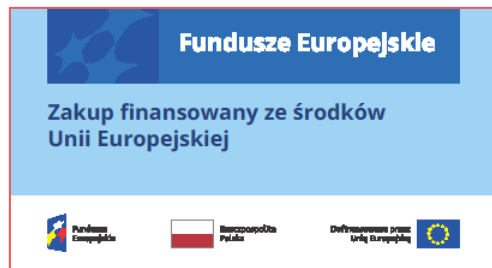 Fundusze Europejskie
Zakup finansowany ze środków
Unii Europejskiej
Fundusze
Europejskie
Rzeczpospolita
Polska
Dofinansowane przez
Unię Europejską